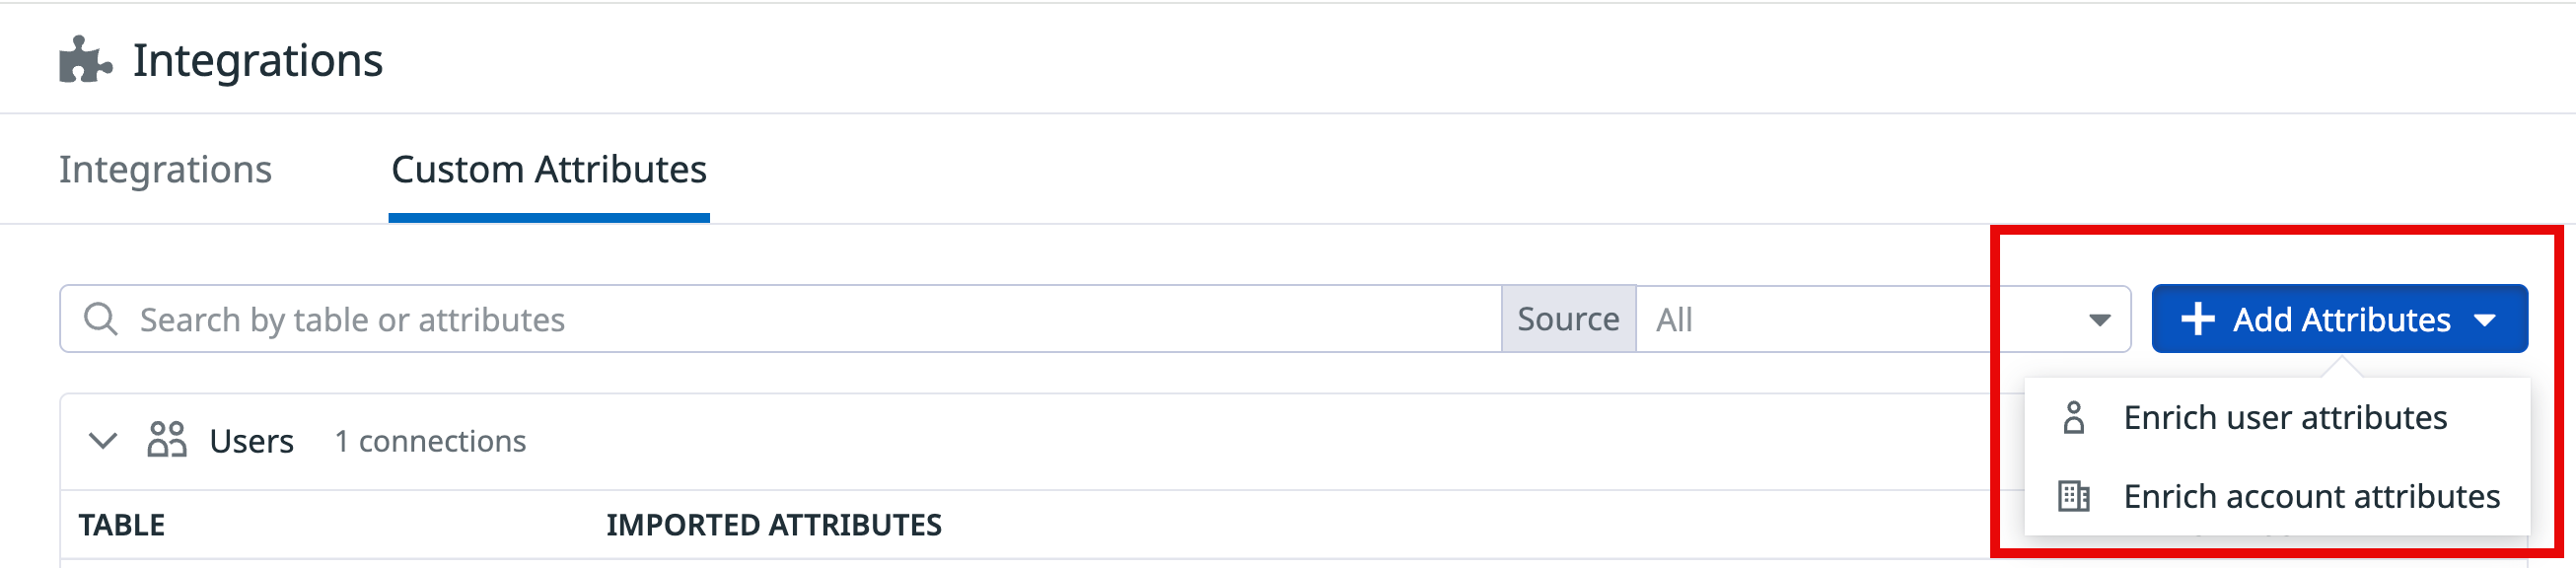 Integrations
Integrations Custom Attributes
Search by table or attributes Source All Add Attributes
Enrich user attributes
Users 1 connections
Enrich account attributes
TABLE IMPORTED ATTRIBUTES